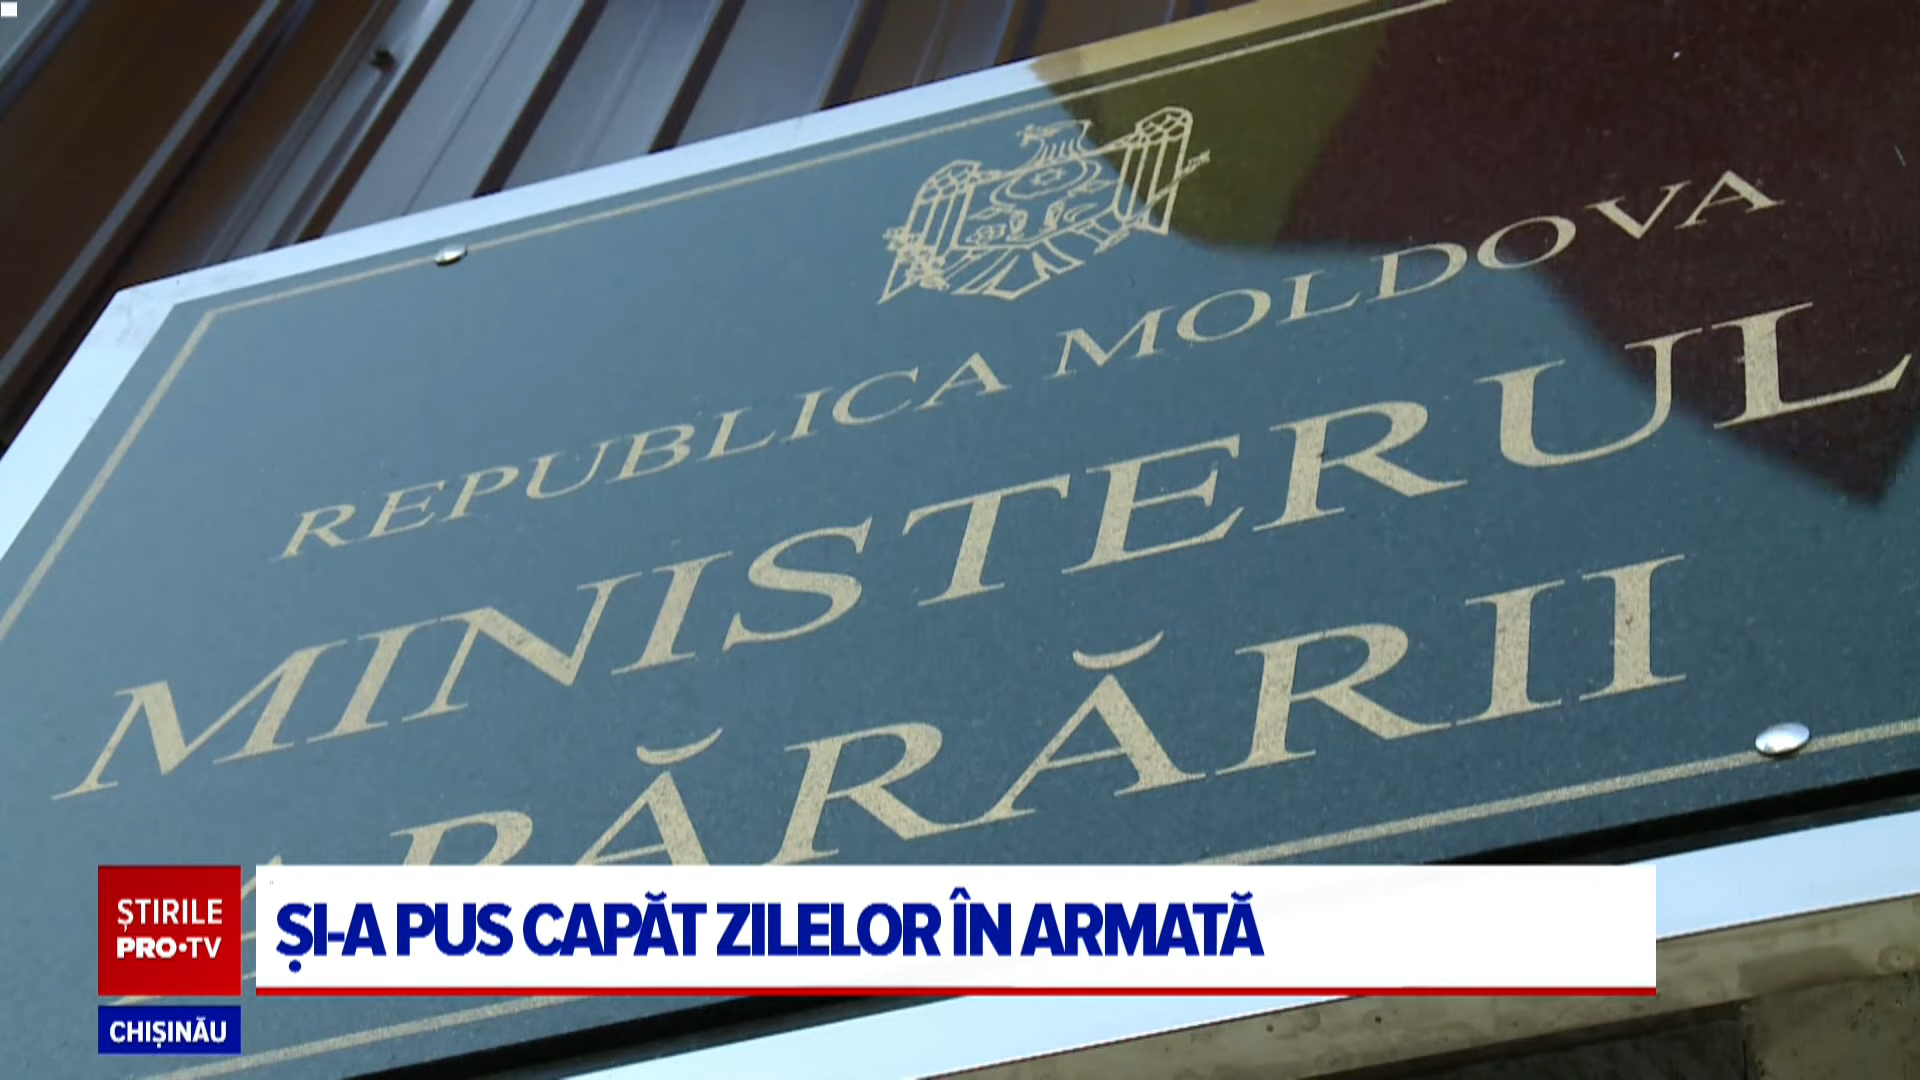 REPUBLICA MOLDOVA
MINISTERUL
APĂRĂRII
ȘTIRILE
PRO•TV
CHIȘINĂU
ȘI-A PUS CAPĂT ZILELOR ÎN ARMATĂ